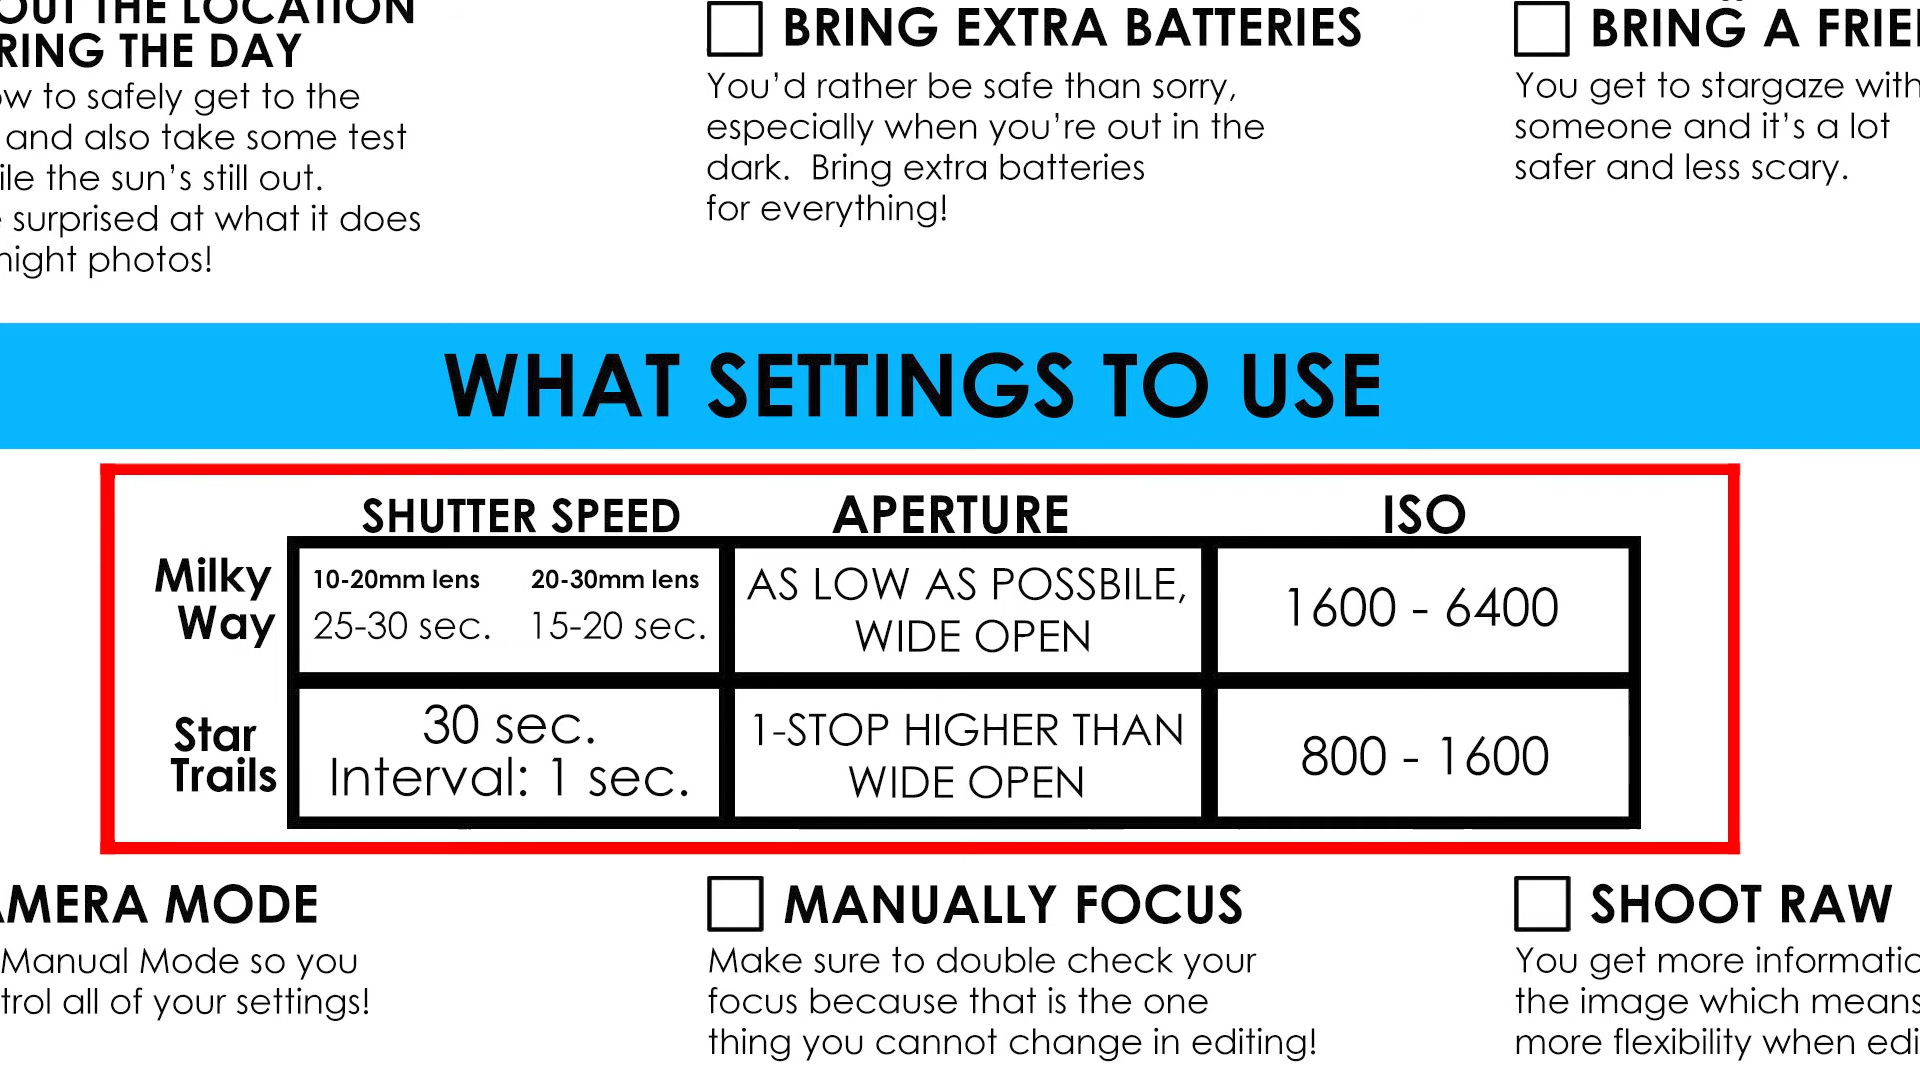 OUT THE LOCATION
RING THE DAY
ow to safely get to the
and also take some test
ile the sun's still out.
surprised at what it does
night photos!
BRING EXTRA BATTERIES
You'd rather be safe than sorry,
especially when you're out in the
dark.  Bring extra batteries
for everything!
BRING A FRIE
You get to stargaze with
someone and it's a lot
safer and less scary.
WHAT SETTINGS TO USE
SHUTTER SPEED APERTURE ISO
Milky
Way
10-20mm lens 20-30mm lens
25-30 sec. 15-20 sec.
AS LOW AS POSSBILE,
WIDE OPEN
1600 - 6400
Star
Trails
30 sec.
Interval: 1 sec.
1-STOP HIGHER THAN
WIDE OPEN
800 - 1600
AMERA MODE
Manual Mode so you
trol all of your settings!
MANUALLY FOCUS
Make sure to double check your
focus because that is the one
thing you cannot change in editing!
SHOOT RAW
You get more informatio
the image which means
more flexibility when edi